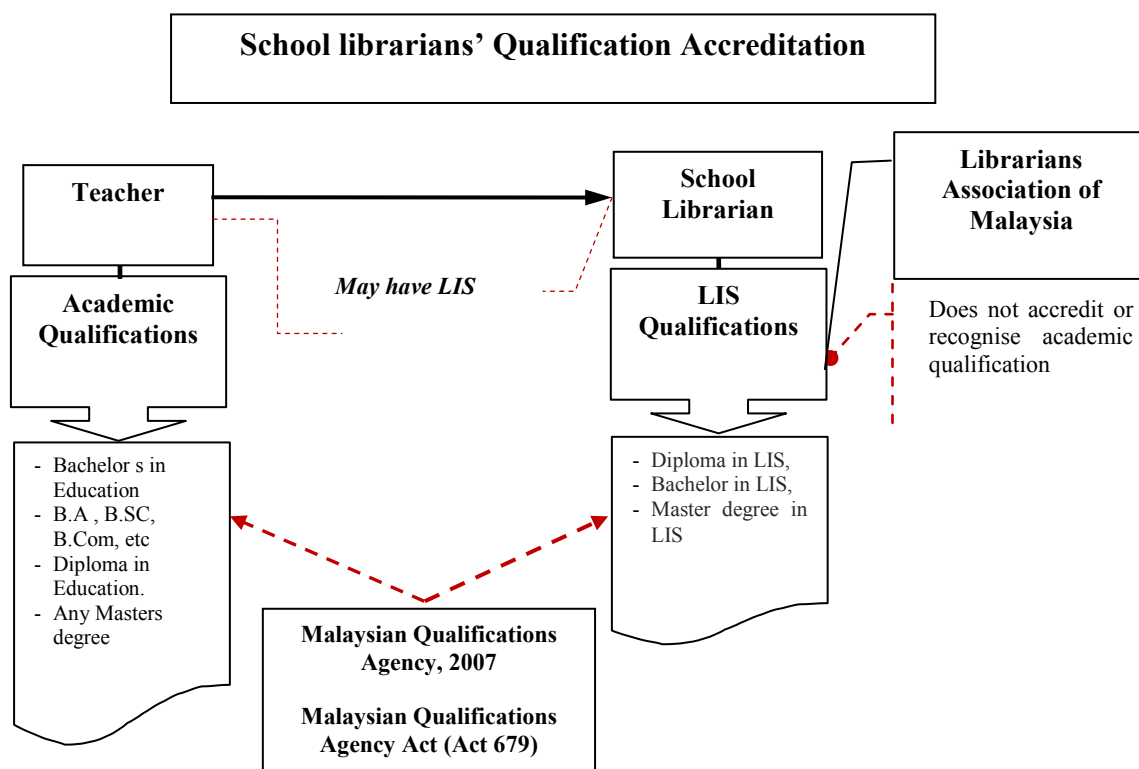 School librarians’ Qualification Accreditation
Teacher
School
Librarian
Librarians
Association of
Malaysia
May have LIS
Academic
Qualifications
LIS
Qualifications
Does not accredit or
recognise academic
qualification
- Bachelor s in
Education
- B.A , B.SC,
B.Com, etc
- Diploma in
Education.
- Any Masters
degree
- Diploma in LIS,
- Bachelor in LIS,
- Master degree in
LIS
Malaysian Qualifications
Agency, 2007
Malaysian Qualifications
Agency Act (Act 679)